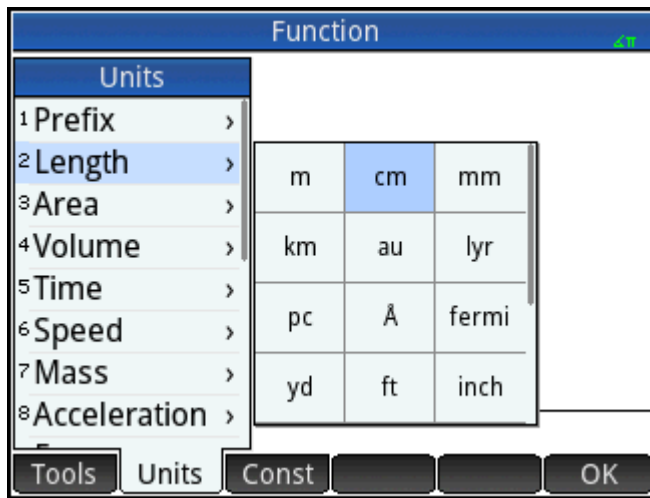 Function
∡π
Units
1 Prefix ›
2 Length ›
3 Area ›
4 Volume ›
5 Time ›
6 Speed ›
7 Mass ›
8 Acceleration ›
m cm mm
km au lyr
pc Å fermi
yd ft inch
Tools Units Const OK